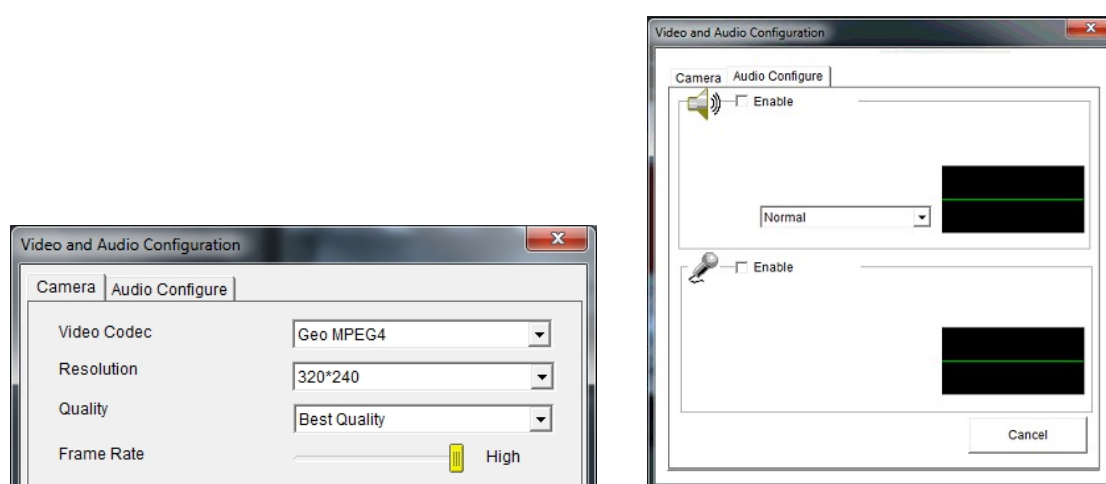 Video and Audio Configuration
Camera Audio Configure
Video Codec Geo MPEG4
Resolution 320*240
Quality Best Quality
Frame Rate High
Video and Audio Configuration
Camera Audio Configure
Enable
Normal
Enable
Cancel